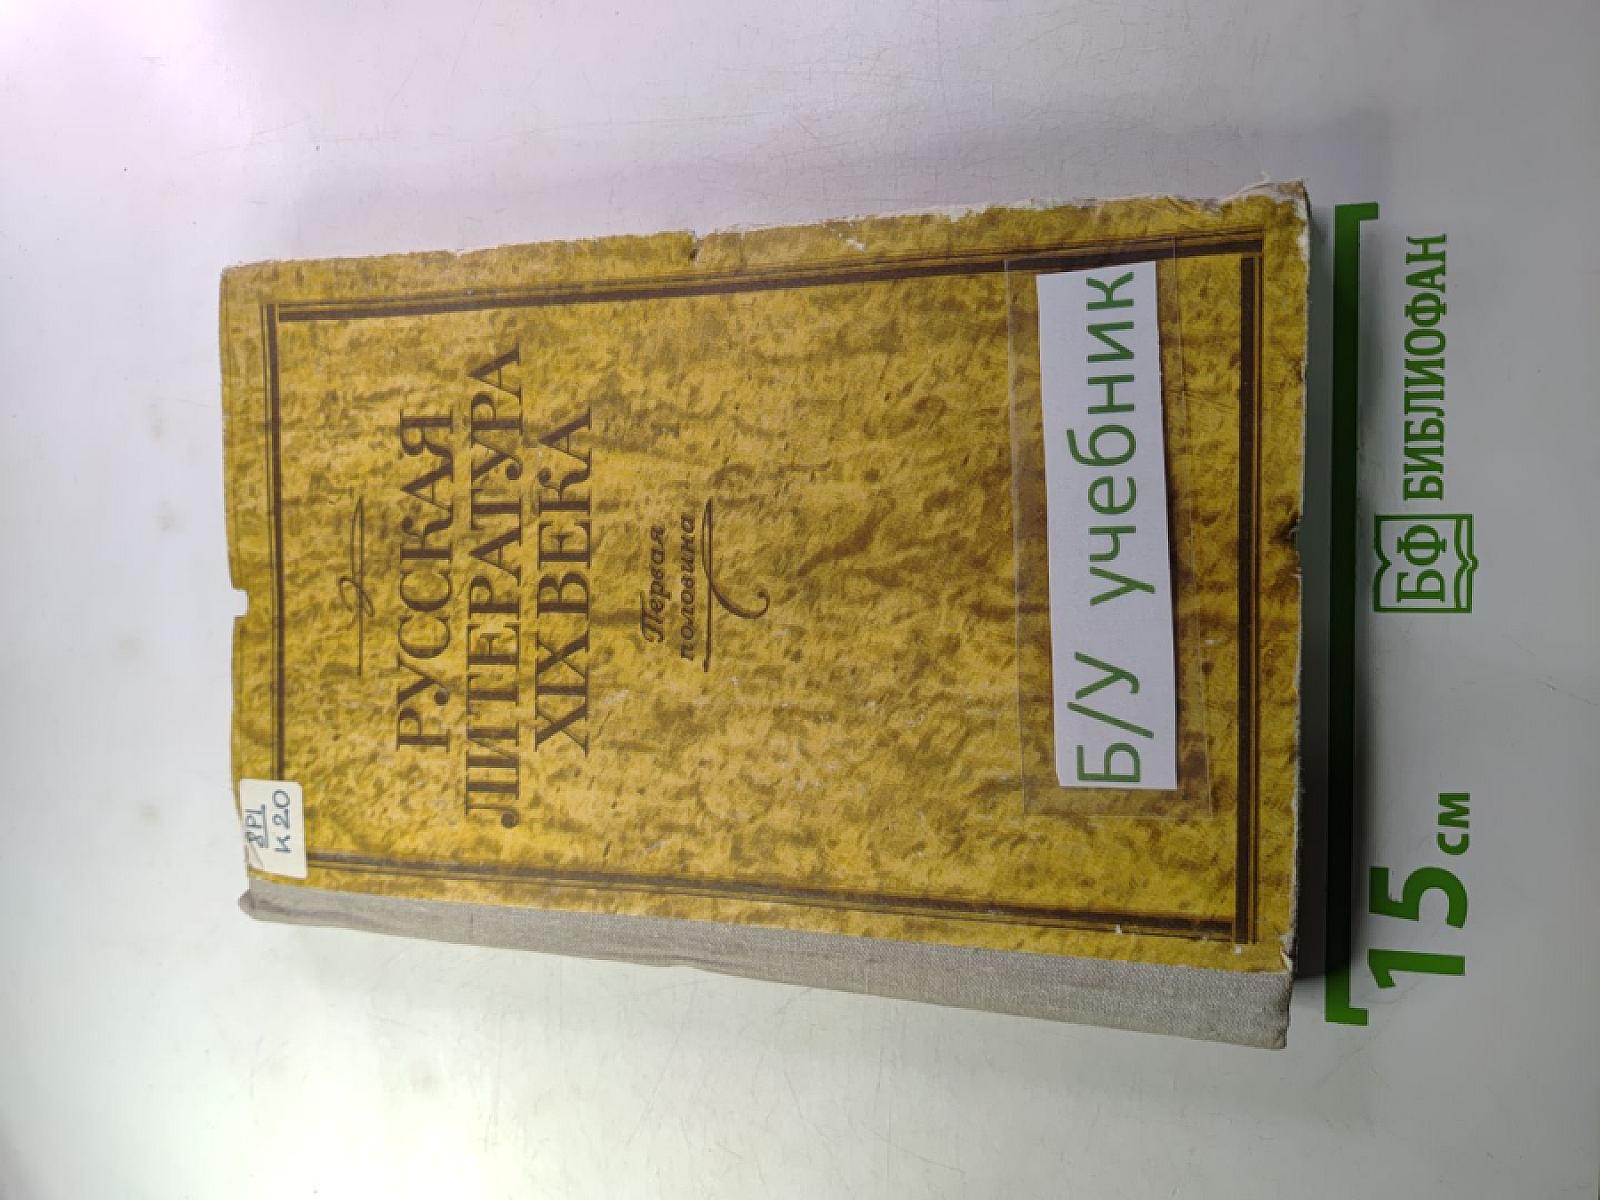 8Р1
К20
РУССКАЯ
ЛИТЕРАТУРА
XIX ВЕКА
Первая
половина
Б/у учебник
15 см
БФ БИБЛИОФАН